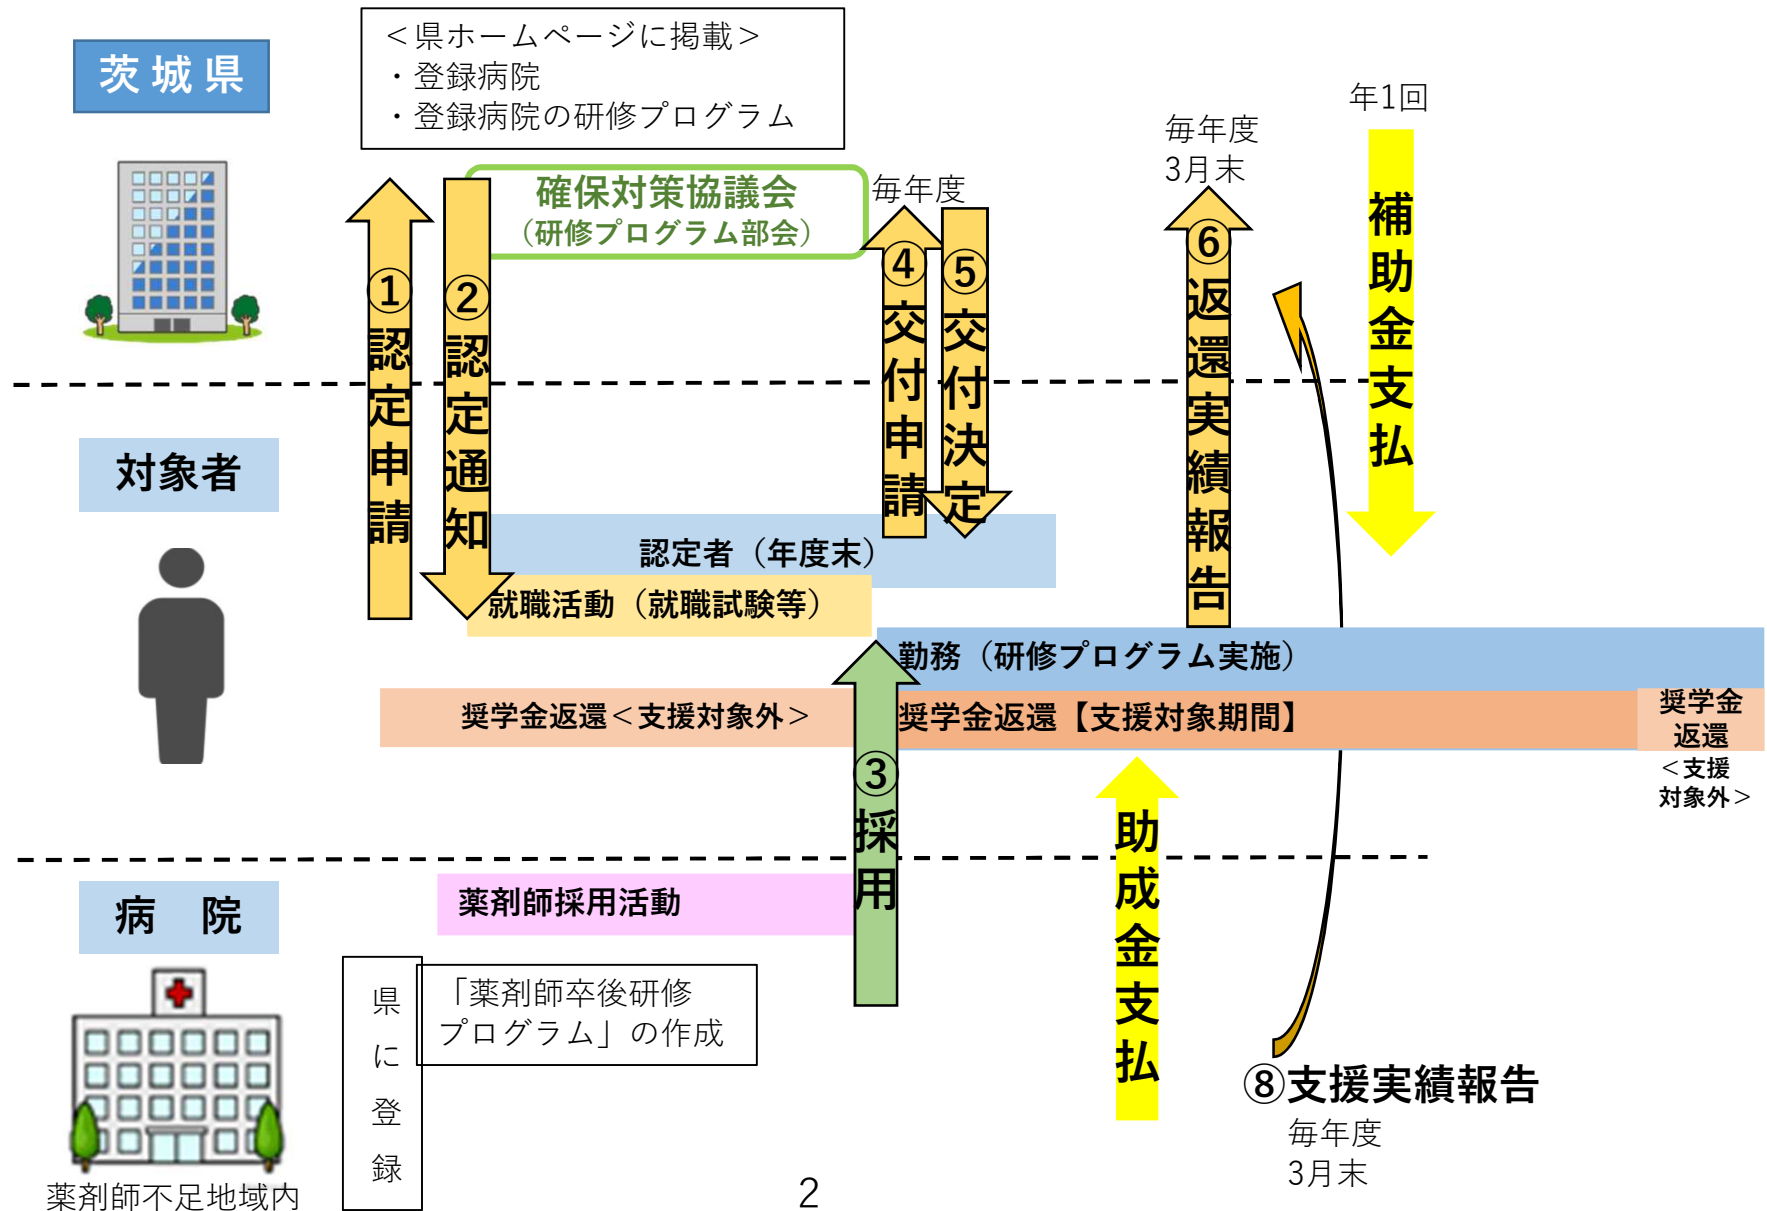 茨城県
＜県ホームページに掲載＞
・登録病院
・登録病院の研修プログラム
確保対策協議会
（研修プログラム部会）
①認定申請
②認定通知
毎年度
④交付申請
⑤交付決定
毎年度
3月末
⑥返還実績報告
年1回
補助金支払
対象者
認定者（年度末）
就職活動（就職試験等）
勤務（研修プログラム実施）
奨学金返還＜支援対象外＞
奨学金返還【支援対象期間】
奨学金
返還
＜支援
対象外＞
③採用
助成金支払
病　院
薬剤師採用活動
県に登録
「薬剤師卒後研修
プログラム」の作成
⑧支援実績報告
毎年度
3月末
薬剤師不足地域内
2